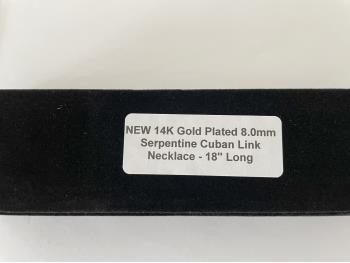 NEW 14K Gold Plated 8.0mm
Serpentine Cuban Link
Necklace - 18" Long